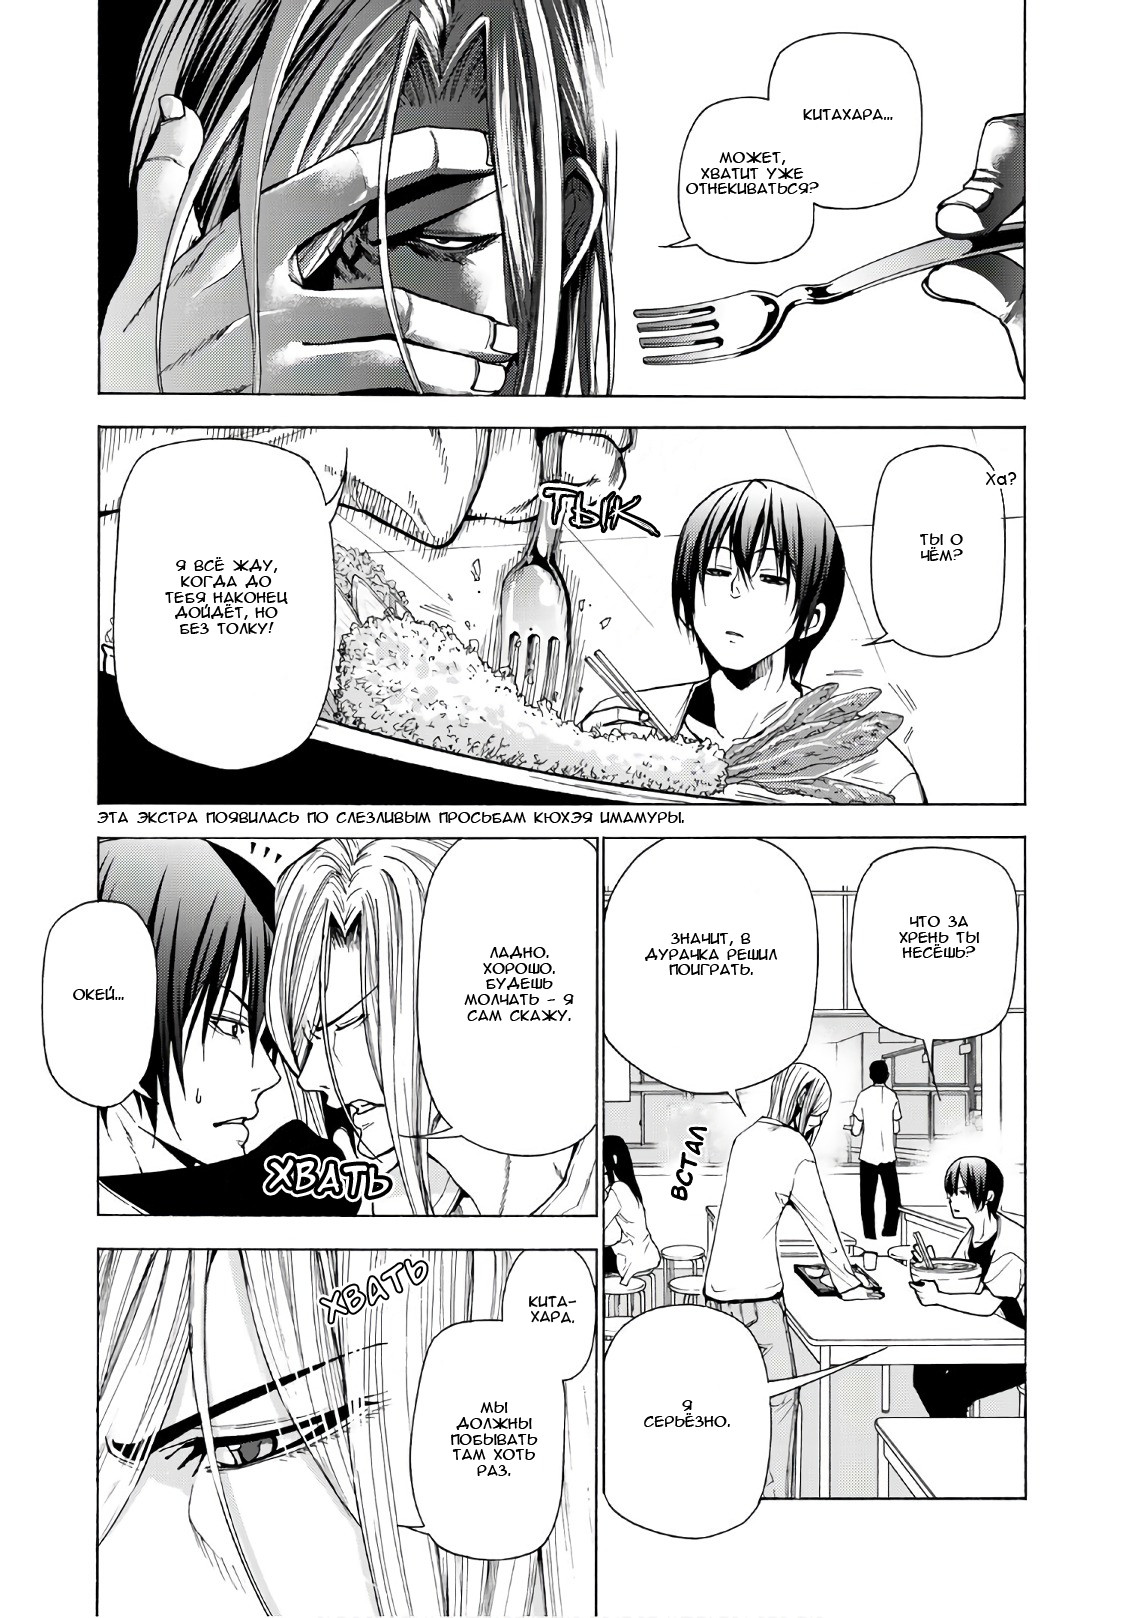 КИТАХАРА...
МОЖЕТ,
ХВАТИТ УЖЕ
ОТНЕКИВАТЬСЯ?
Ха?
ТЫ О
ЧЁМ?
ТЫК
Я ВСЁ ЖДУ,
КОГДА ДО
ТЕБЯ НАКОНЕЦ
ДОЙДЁТ, НО
БЕЗ ТОЛКУ!
ЭТА ЭКСТРА ПОЯВИЛАСЬ ПО СЛЕЗЛИВЫМ ПРОСЬБАМ КЮХЭЯ ИМАМУРЫ.
ЧТО ЗА
ХРЕНЬ ТЫ
НЕСЁШЬ?
ЗНАЧИТ, В
ДУРАЧКА РЕШИЛ
ПОИГРАТЬ.
ВСТАЛ
Я
СЕРЬЁЗНО.
ЛАДНО.
ХОРОШО.
БУДЕШЬ
МОЛЧАТЬ - Я
САМ СКАЖУ.
ОКЕЙ...
ХВАТЬ
ХВАТЬ
КИТА-
ХАРА.
МЫ
ДОЛЖНЫ
ПОБЫВАТЬ
ТАМ ХОТЬ
РАЗ.